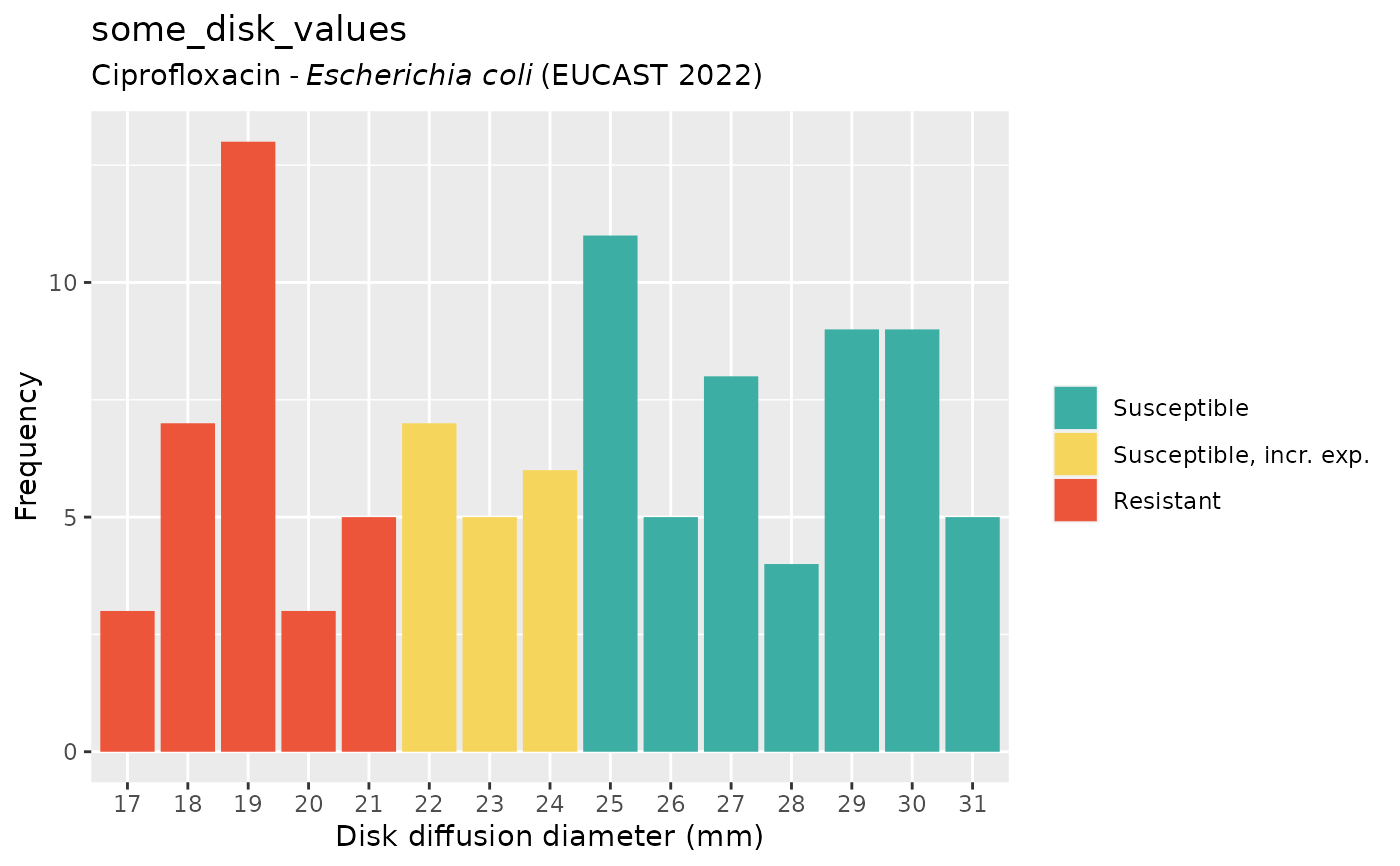 some_disk_values
Ciprofloxacin - Escherichia coli (EUCAST 2022)
Frequency
10
5
0
17 18 19 20 21 22 23 24 25 26 27 28 29 30 31
Disk diffusion diameter (mm)
Susceptible
Susceptible, incr. exp.
Resistant